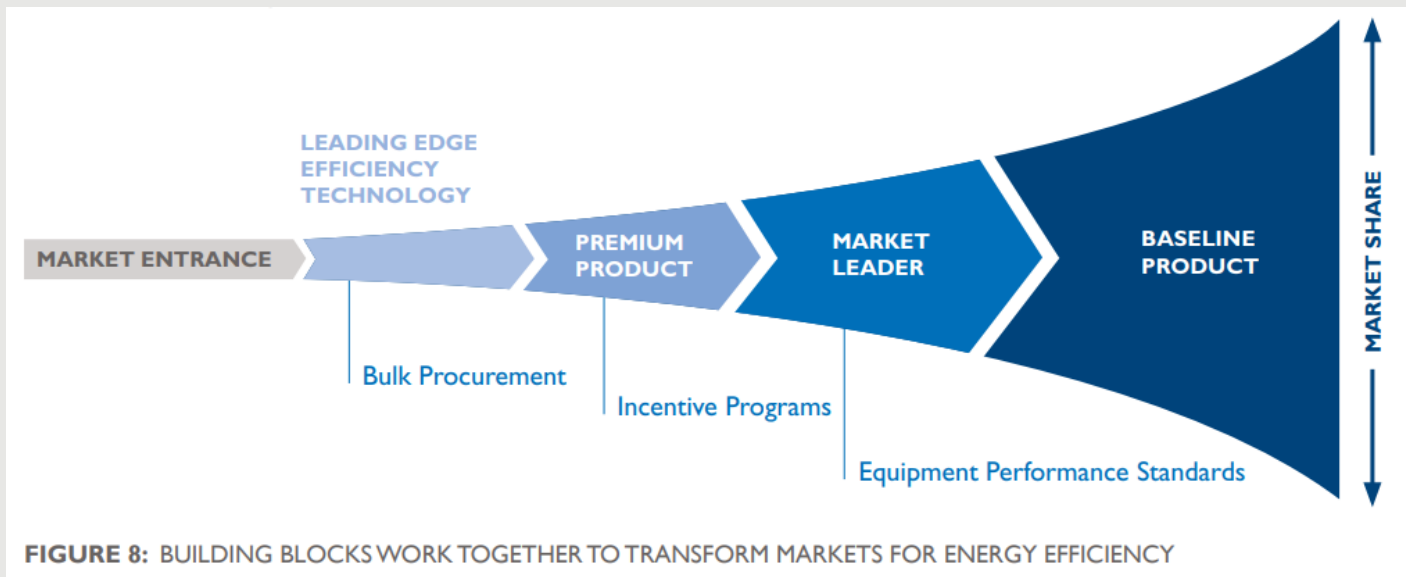 LEADING EDGE
EFFICIENCY
TECHNOLOGY
MARKET ENTRANCE
PREMIUM
PRODUCT
MARKET
LEADER
BASELINE
PRODUCT
MARKET SHARE
Bulk Procurement
Incentive Programs
Equipment Performance Standards
FIGURE 8: BUILDING BLOCKS WORK TOGETHER TO TRANSFORM MARKETS FOR ENERGY EFFICIENCY